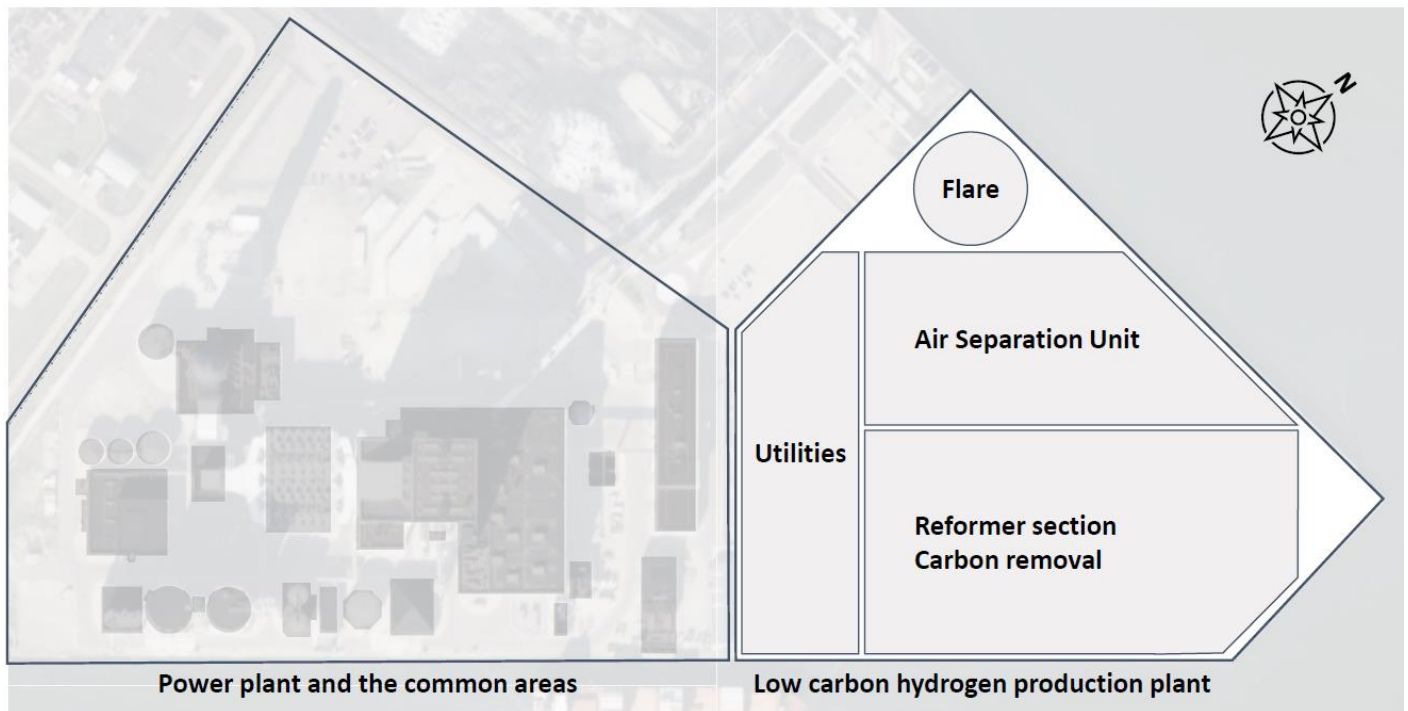 N
Flare
Air Separation Unit
Utilities
Reformer section
Carbon removal
Power plant and the common areas
Low carbon hydrogen production plant